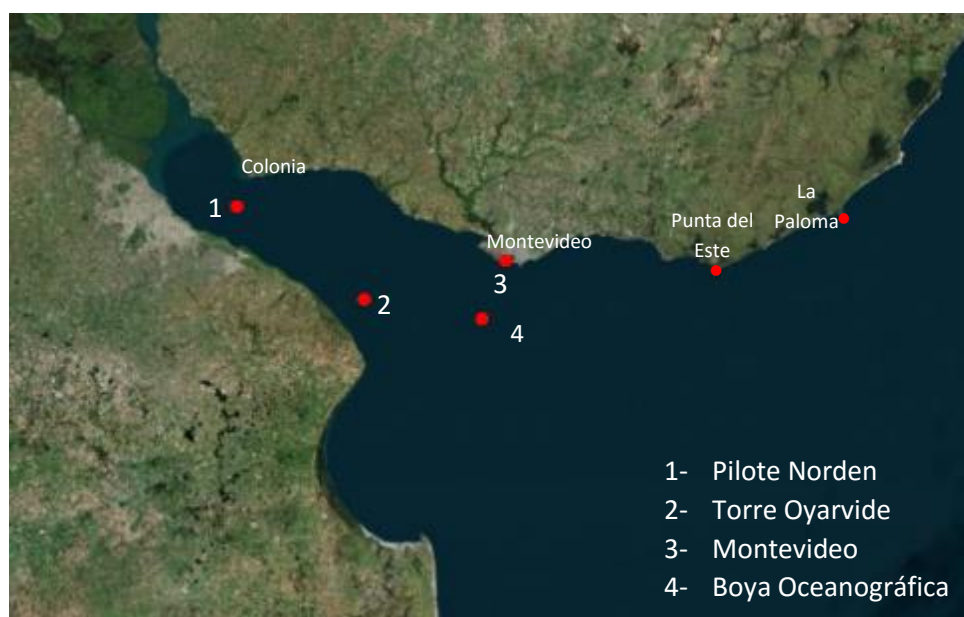 Colonia
1
La
Paloma
Punta del
Este
Montevideo
3
2
4
1- Pilote Norden
2- Torre Oyarvide
3- Montevideo
4- Boya Oceanográfica